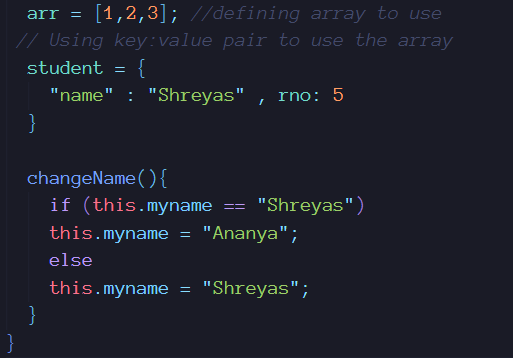 arr = [1,2,3]; //defining array to use
// Using key:value pair to use the array
student = {
"name" : "Shreyas" , rno: 5
}
changeName(){
if (this.myname == "Shreyas")
this.myname = "Ananya";
else
this.myname = "Shreyas";
}
}